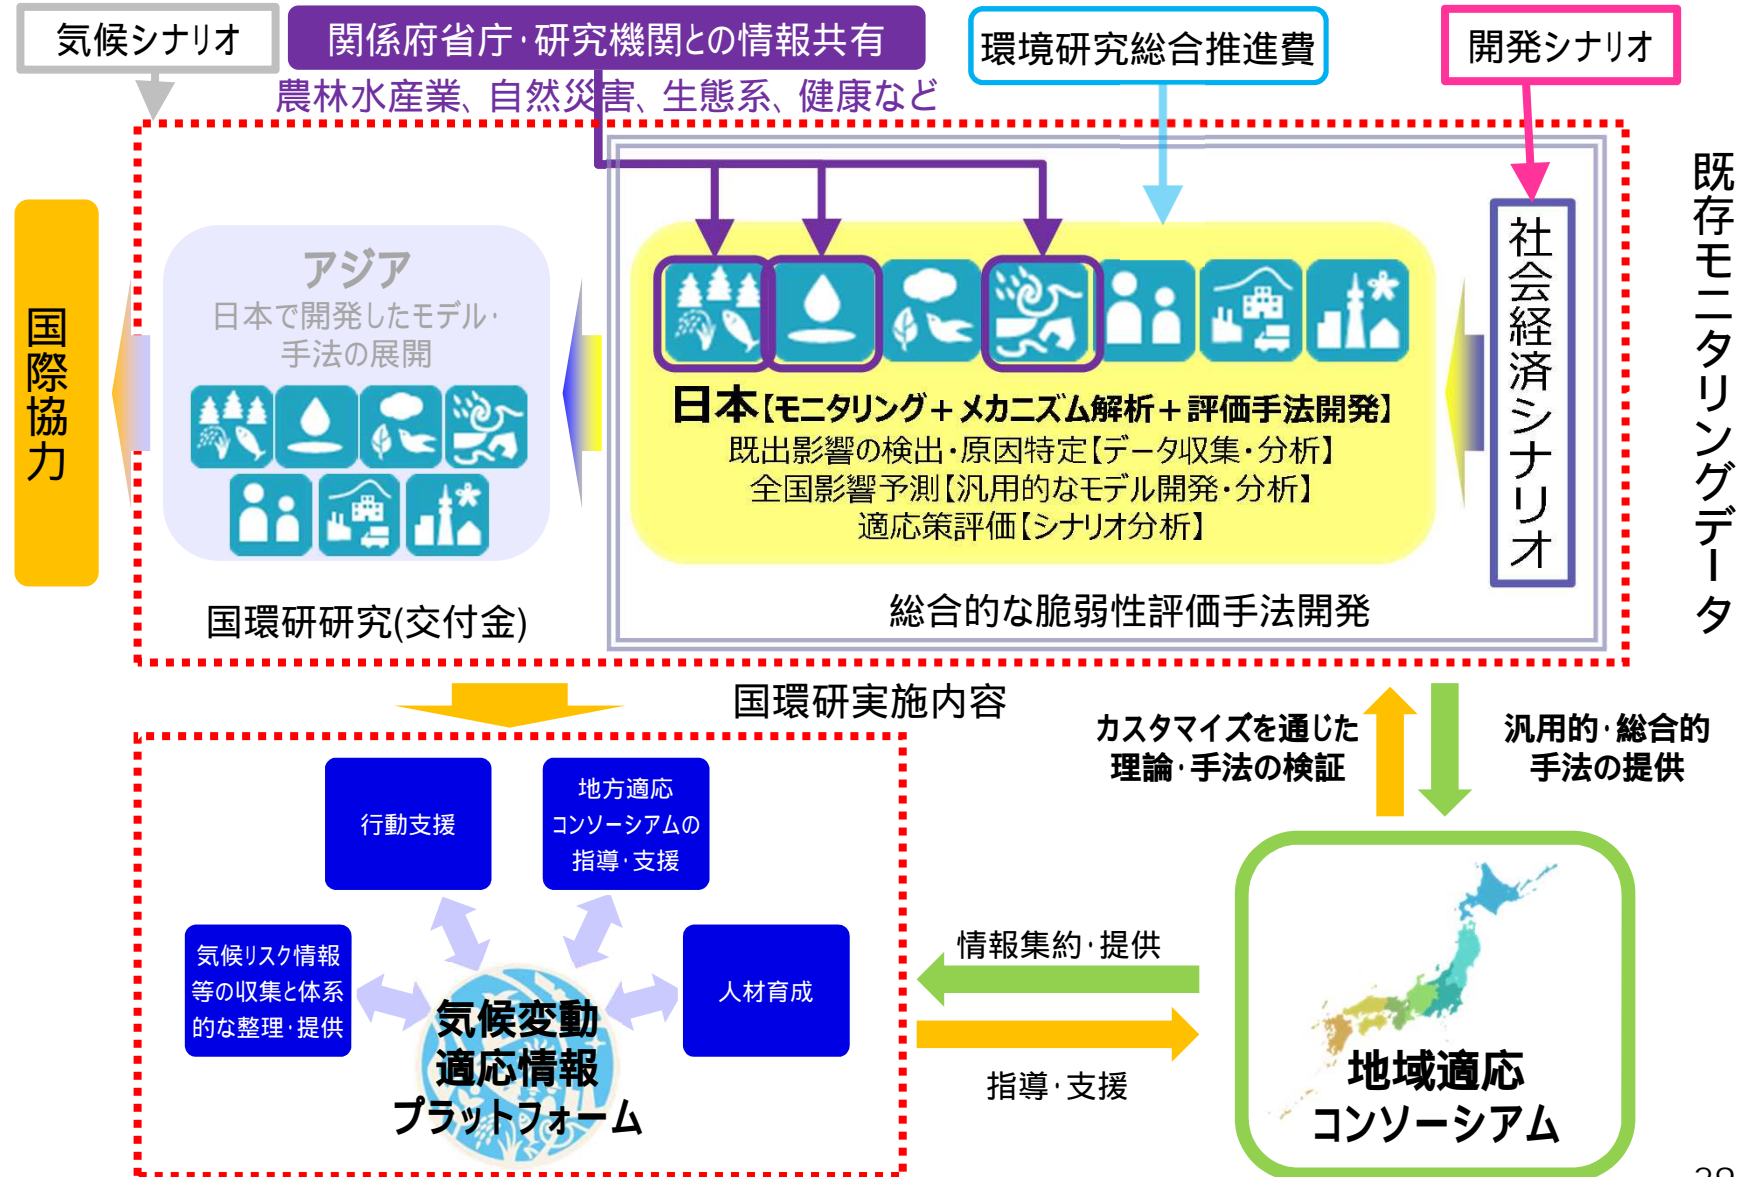 気候シナリオ
関係府省庁・研究機関との情報共有
環境研究総合推進費
開発シナリオ
農林水産業、自然災害、生態系、健康など
既存モニタリングデータ
国際協力
アジア
日本で開発したモデル・
手法の展開
日本【モニタリング＋メカニズム解析＋評価手法開発】
既出影響の検出・原因特定【データ収集・分析】
全国影響予測【汎用的なモデル開発・分析】
適応策評価【シナリオ分析】
社会経済シナリオ
国環研研究(交付金)
総合的な脆弱性評価手法開発
国環研実施内容
カスタマイズを通じた
理論・手法の検証
汎用的・総合的
手法の提供
行動支援
地方適応
コンソーシアムの
指導・支援
気候リスク情報
等の収集と体系
的な整理・提供
人材育成
気候変動
適応情報
プラットフォーム
情報集約・提供
指導・支援
地域適応
コンソーシアム